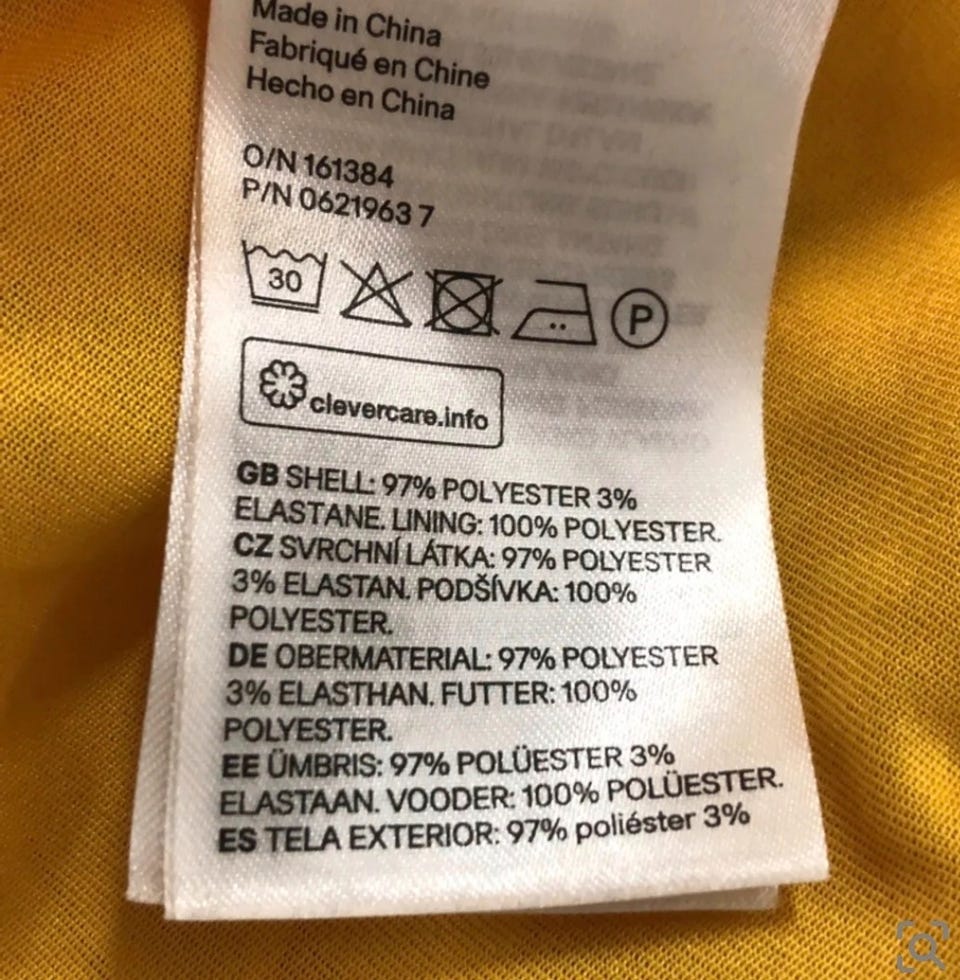 Made in China
Fabriqué en Chine
Hecho en China
O/N 161384
P/N 0621963 7
30 P
clevercare.info
GB SHELL: 97% POLYESTER 3%
ELASTANE. LINING: 100% POLYESTER.
CZ SVRCHNÍ LÁTKA: 97% POLYESTER
3% ELASTAN. PODŠÍVKA: 100%
POLYESTER.
DE OBERMATERIAL: 97% POLYESTER
3% ELASTHAN. FUTTER: 100%
POLYESTER.
EE ÜMBRIS: 97% POLÜESTER 3%
ELASTAAN. VOODER: 100% POLÜESTER.
ES TELA EXTERIOR: 97% poliéster 3%